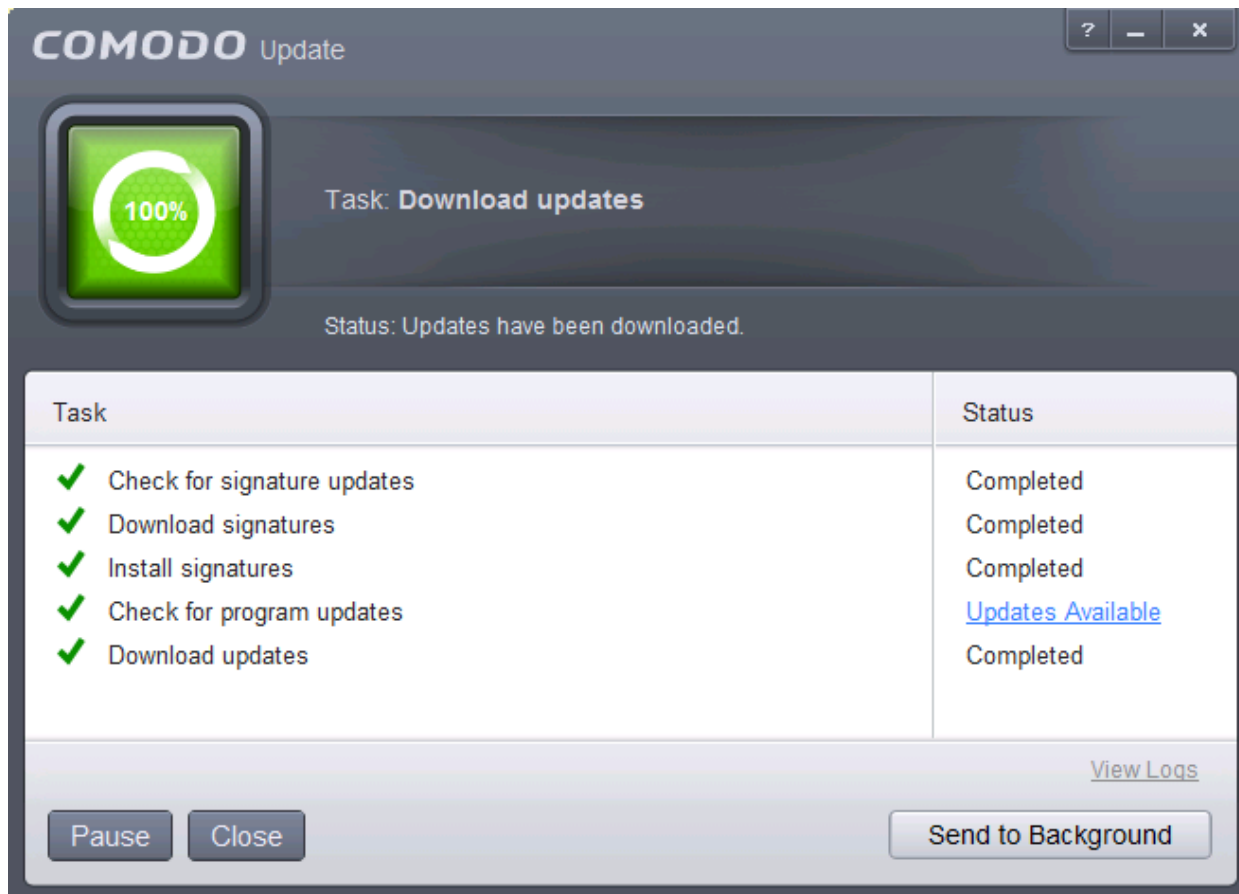 COMODO Update
? _ x
100%
Task: Download updates
Status: Updates have been downloaded.
Task Status
Check for signature updates Completed
Download signatures Completed
Install signatures Completed
Check for program updates Updates Available
Download updates Completed
View Logs
Pause Close Send to Background